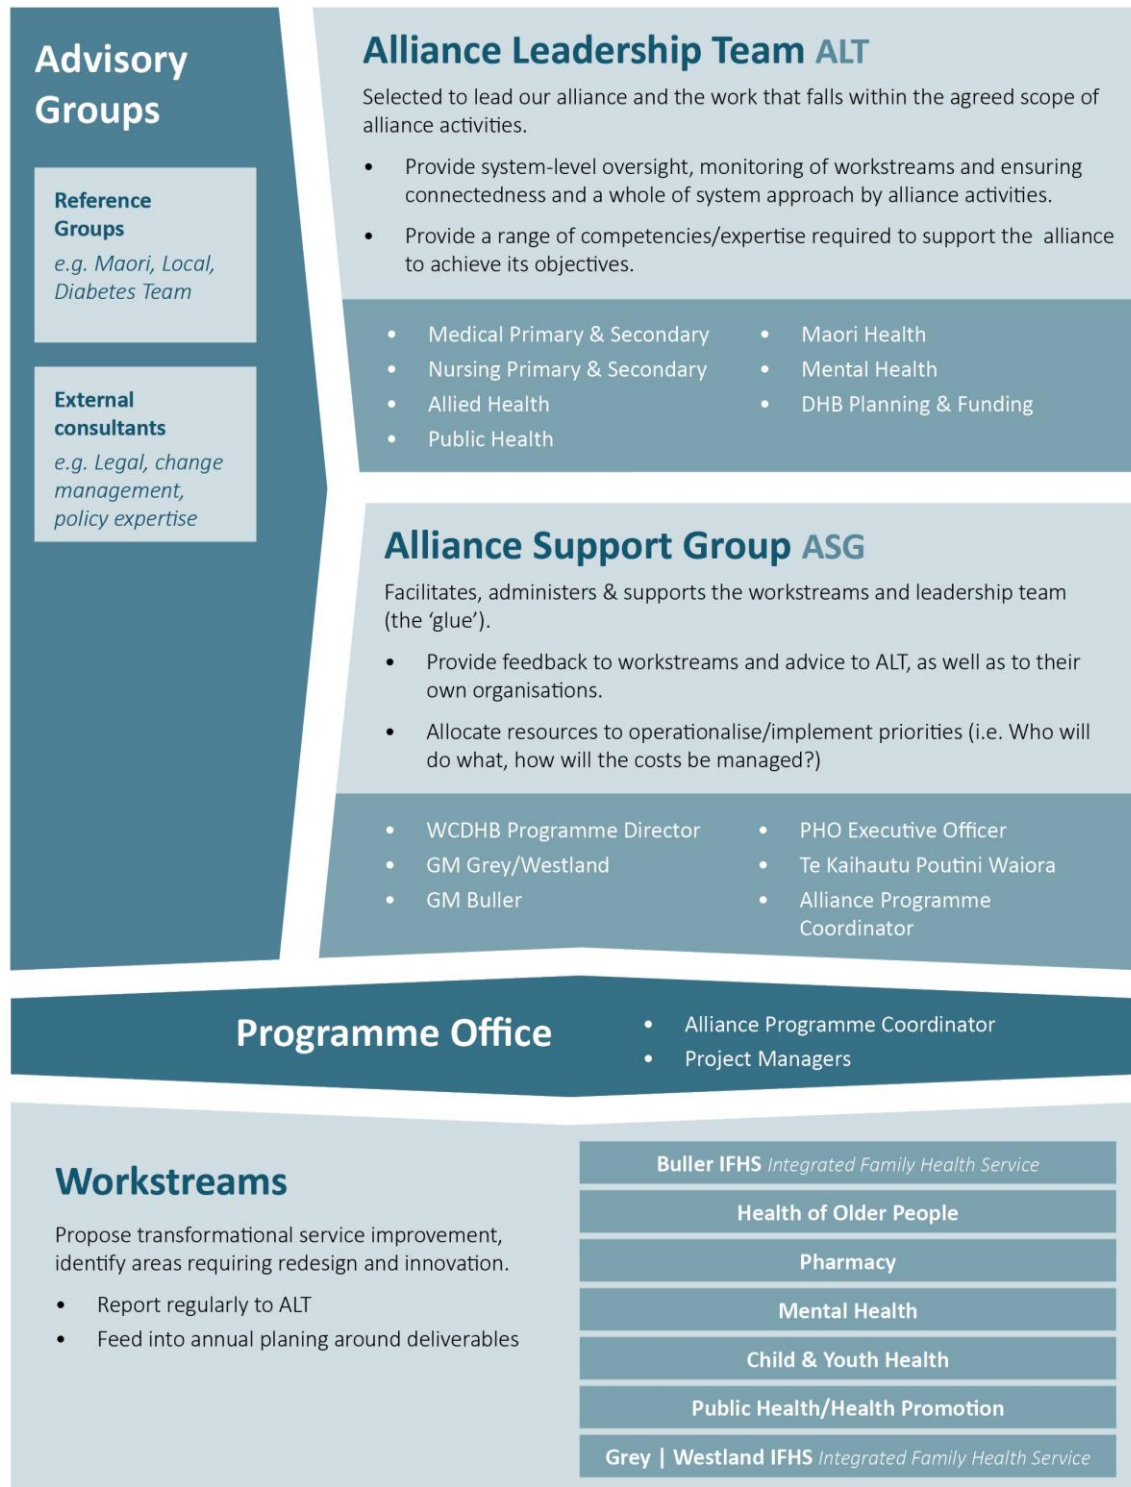 Advisory
Groups
Reference
Groups
e.g. Maori, Local,
Diabetes Team
External
consultants
e.g. Legal, change
management,
policy expertise
Alliance Leadership Team ALT
Selected to lead our alliance and the work that falls within the agreed scope of
alliance activities.
• Provide system-level oversight, monitoring of workstreams and ensuring
connectedness and a whole of system approach by alliance activities.
• Provide a range of competencies/expertise required to support the alliance
to achieve its objectives.
• Medical Primary & Secondary
• Nursing Primary & Secondary
• Allied Health
• Public Health
• Maori Health
• Mental Health
• DHB Planning & Funding
Alliance Support Group ASG
Facilitates, administers & supports the workstreams and leadership team
(the ‘glue’).
• Provide feedback to workstreams and advice to ALT, as well as to their
own organisations.
• Allocate resources to operationalise/implement priorities (i.e. Who will
do what, how will the costs be managed?)
• WCDHB Programme Director
• GM Grey/Westland
• GM Buller
• PHO Executive Officer
• Te Kaihautu Poutini Waiora
• Alliance Programme
Coordinator
Programme Office
• Alliance Programme Coordinator
• Project Managers
Workstreams
Propose transformational service improvement,
identify areas requiring redesign and innovation.
• Report regularly to ALT
• Feed into annual planing around deliverables
Buller IFHS Integrated Family Health Service
Health of Older People
Pharmacy
Mental Health
Child & Youth Health
Public Health/Health Promotion
Grey | Westland IFHS Integrated Family Health Service